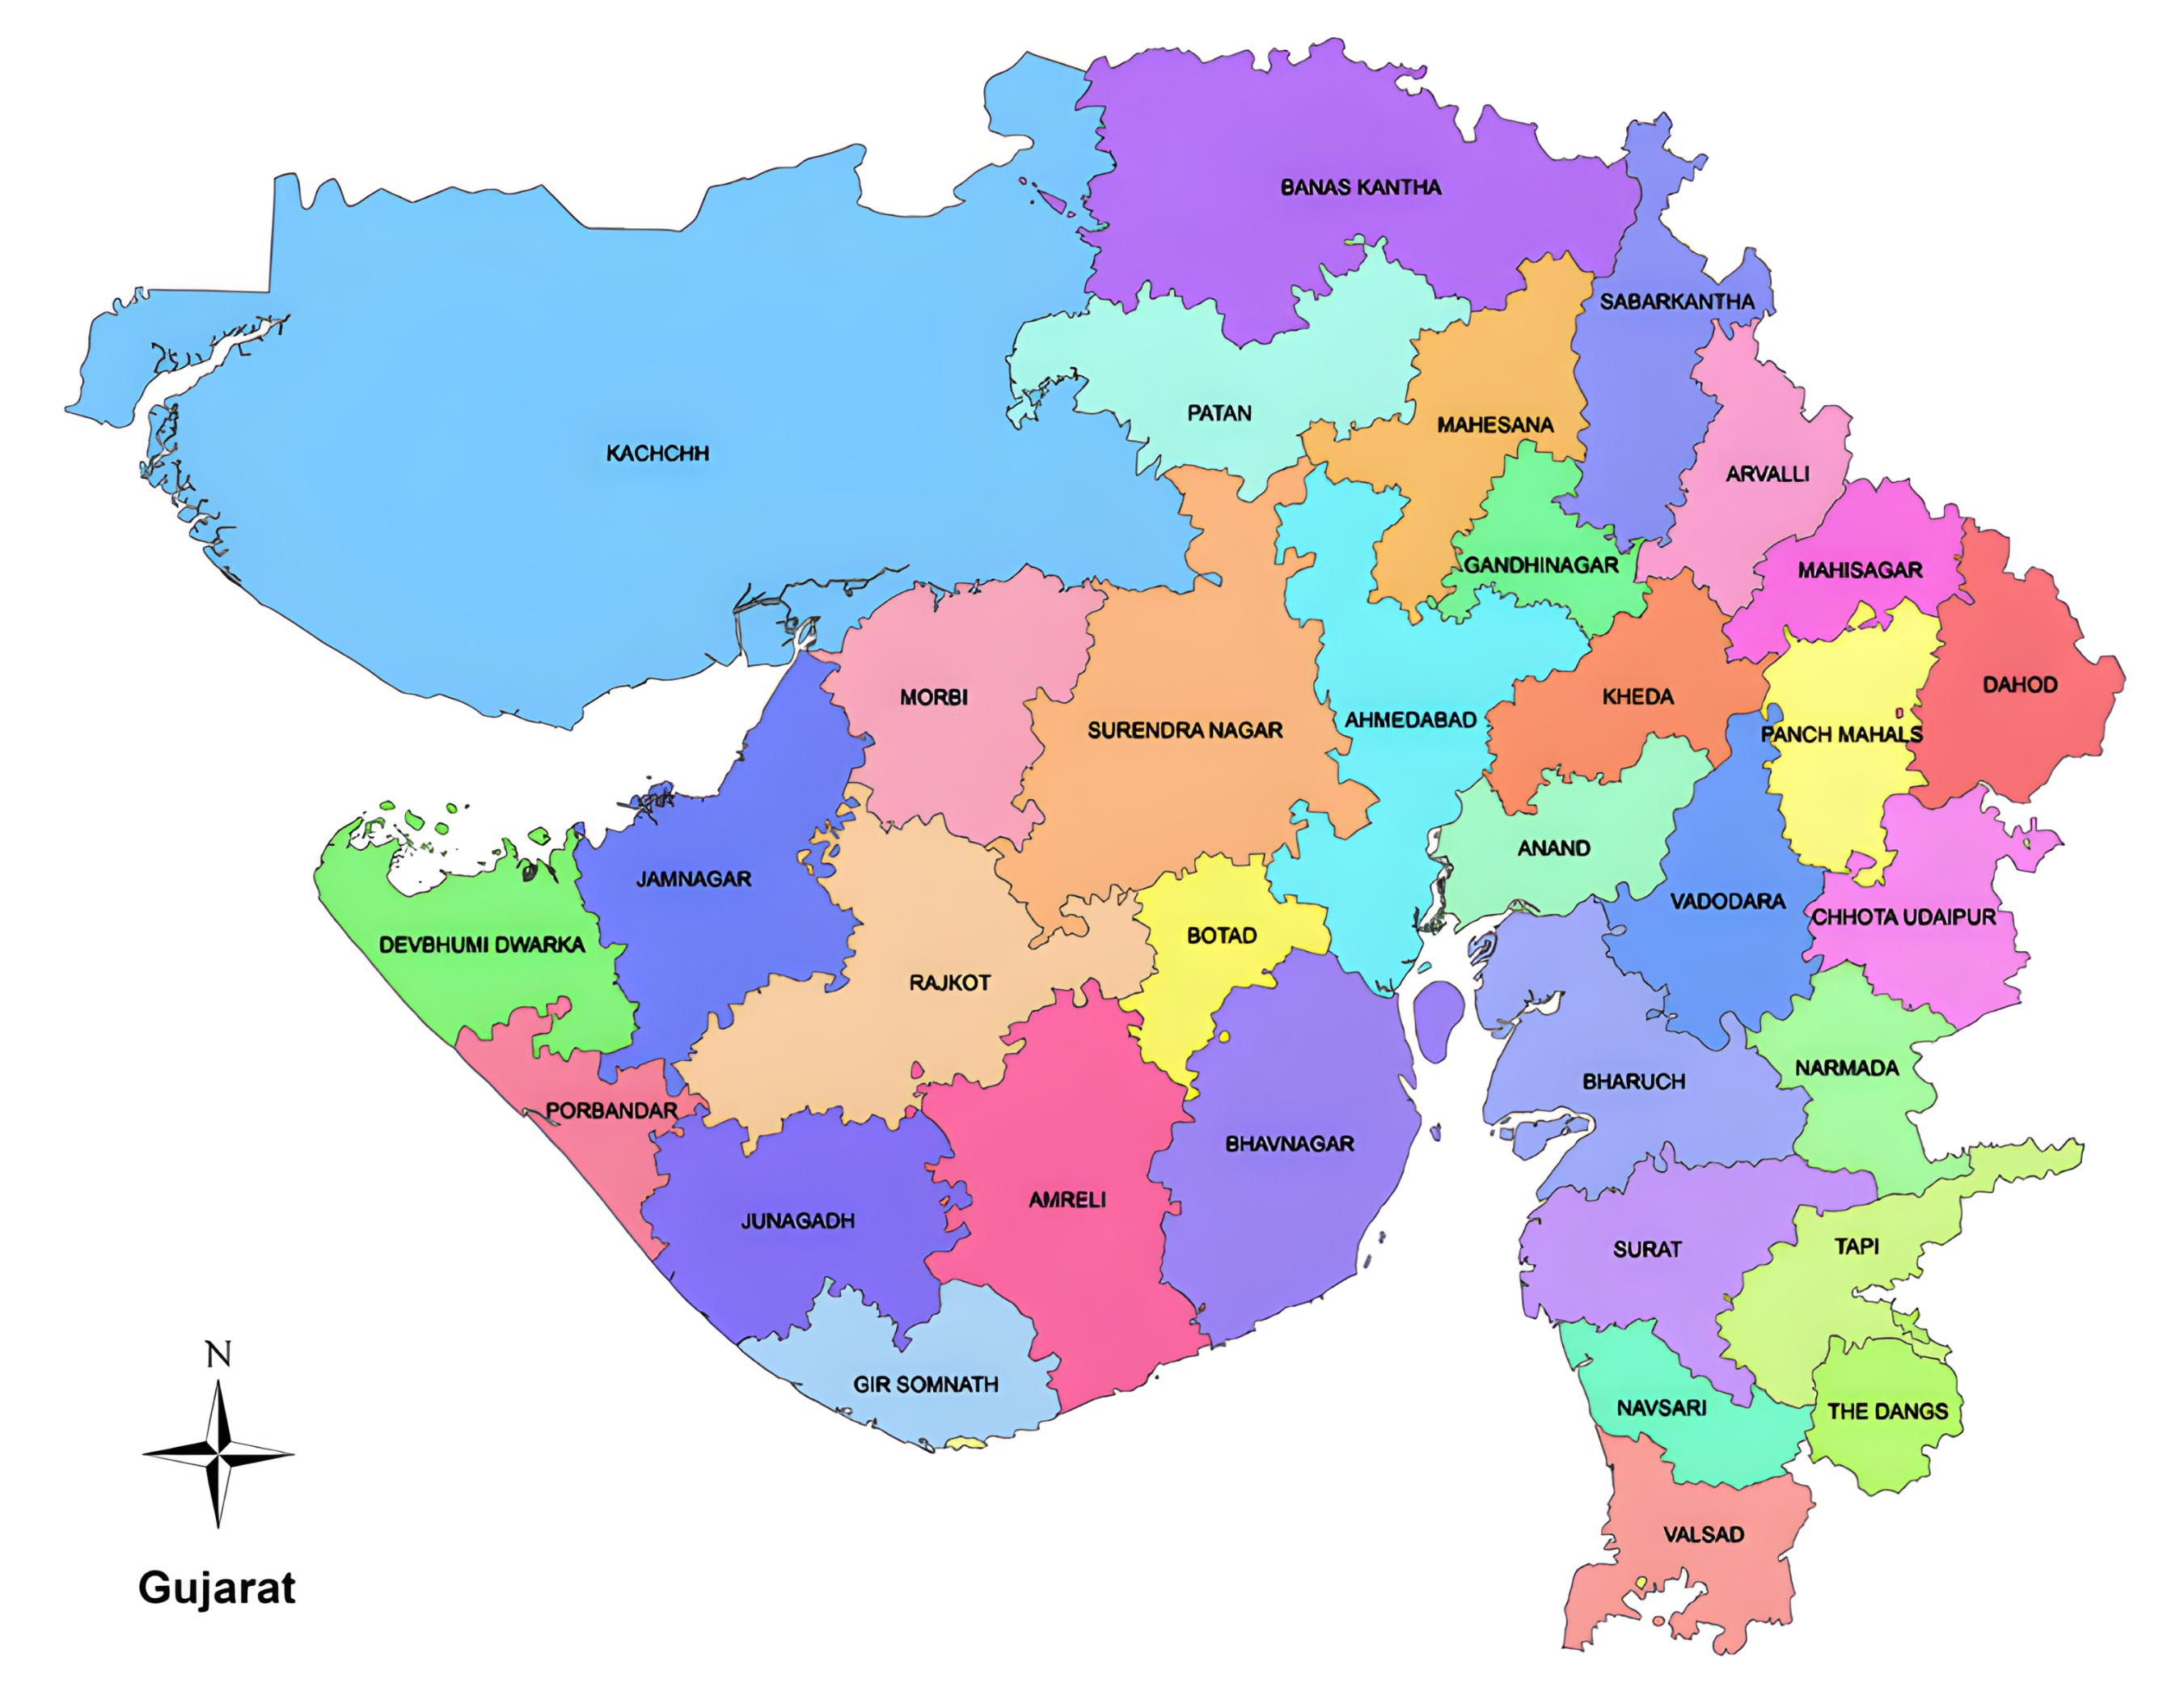 BANAS KANTHA
SABARKANTHA
PATAN
MAHESANA
KACHCHH
ARVALLI
GANDHINAGAR
MAHISAGAR
MORBI
SURENDRA NAGAR
AHMEDABAD
KHEDA
DAHOD
PANCH MAHALS
ANAND
JAMNAGAR
VADODARA
CHHOTA UDAIPUR
DEVBHUMI DWARKA
BOTAD
RAJKOT
NARMADA
BHARUCH
PORBANDAR
BHAVNAGAR
AMRELI
JUNAGADH
SURAT
TAPI
GIR SOMNATH
NAVSARI
THE DANGS
VALSAD
N
Gujarat